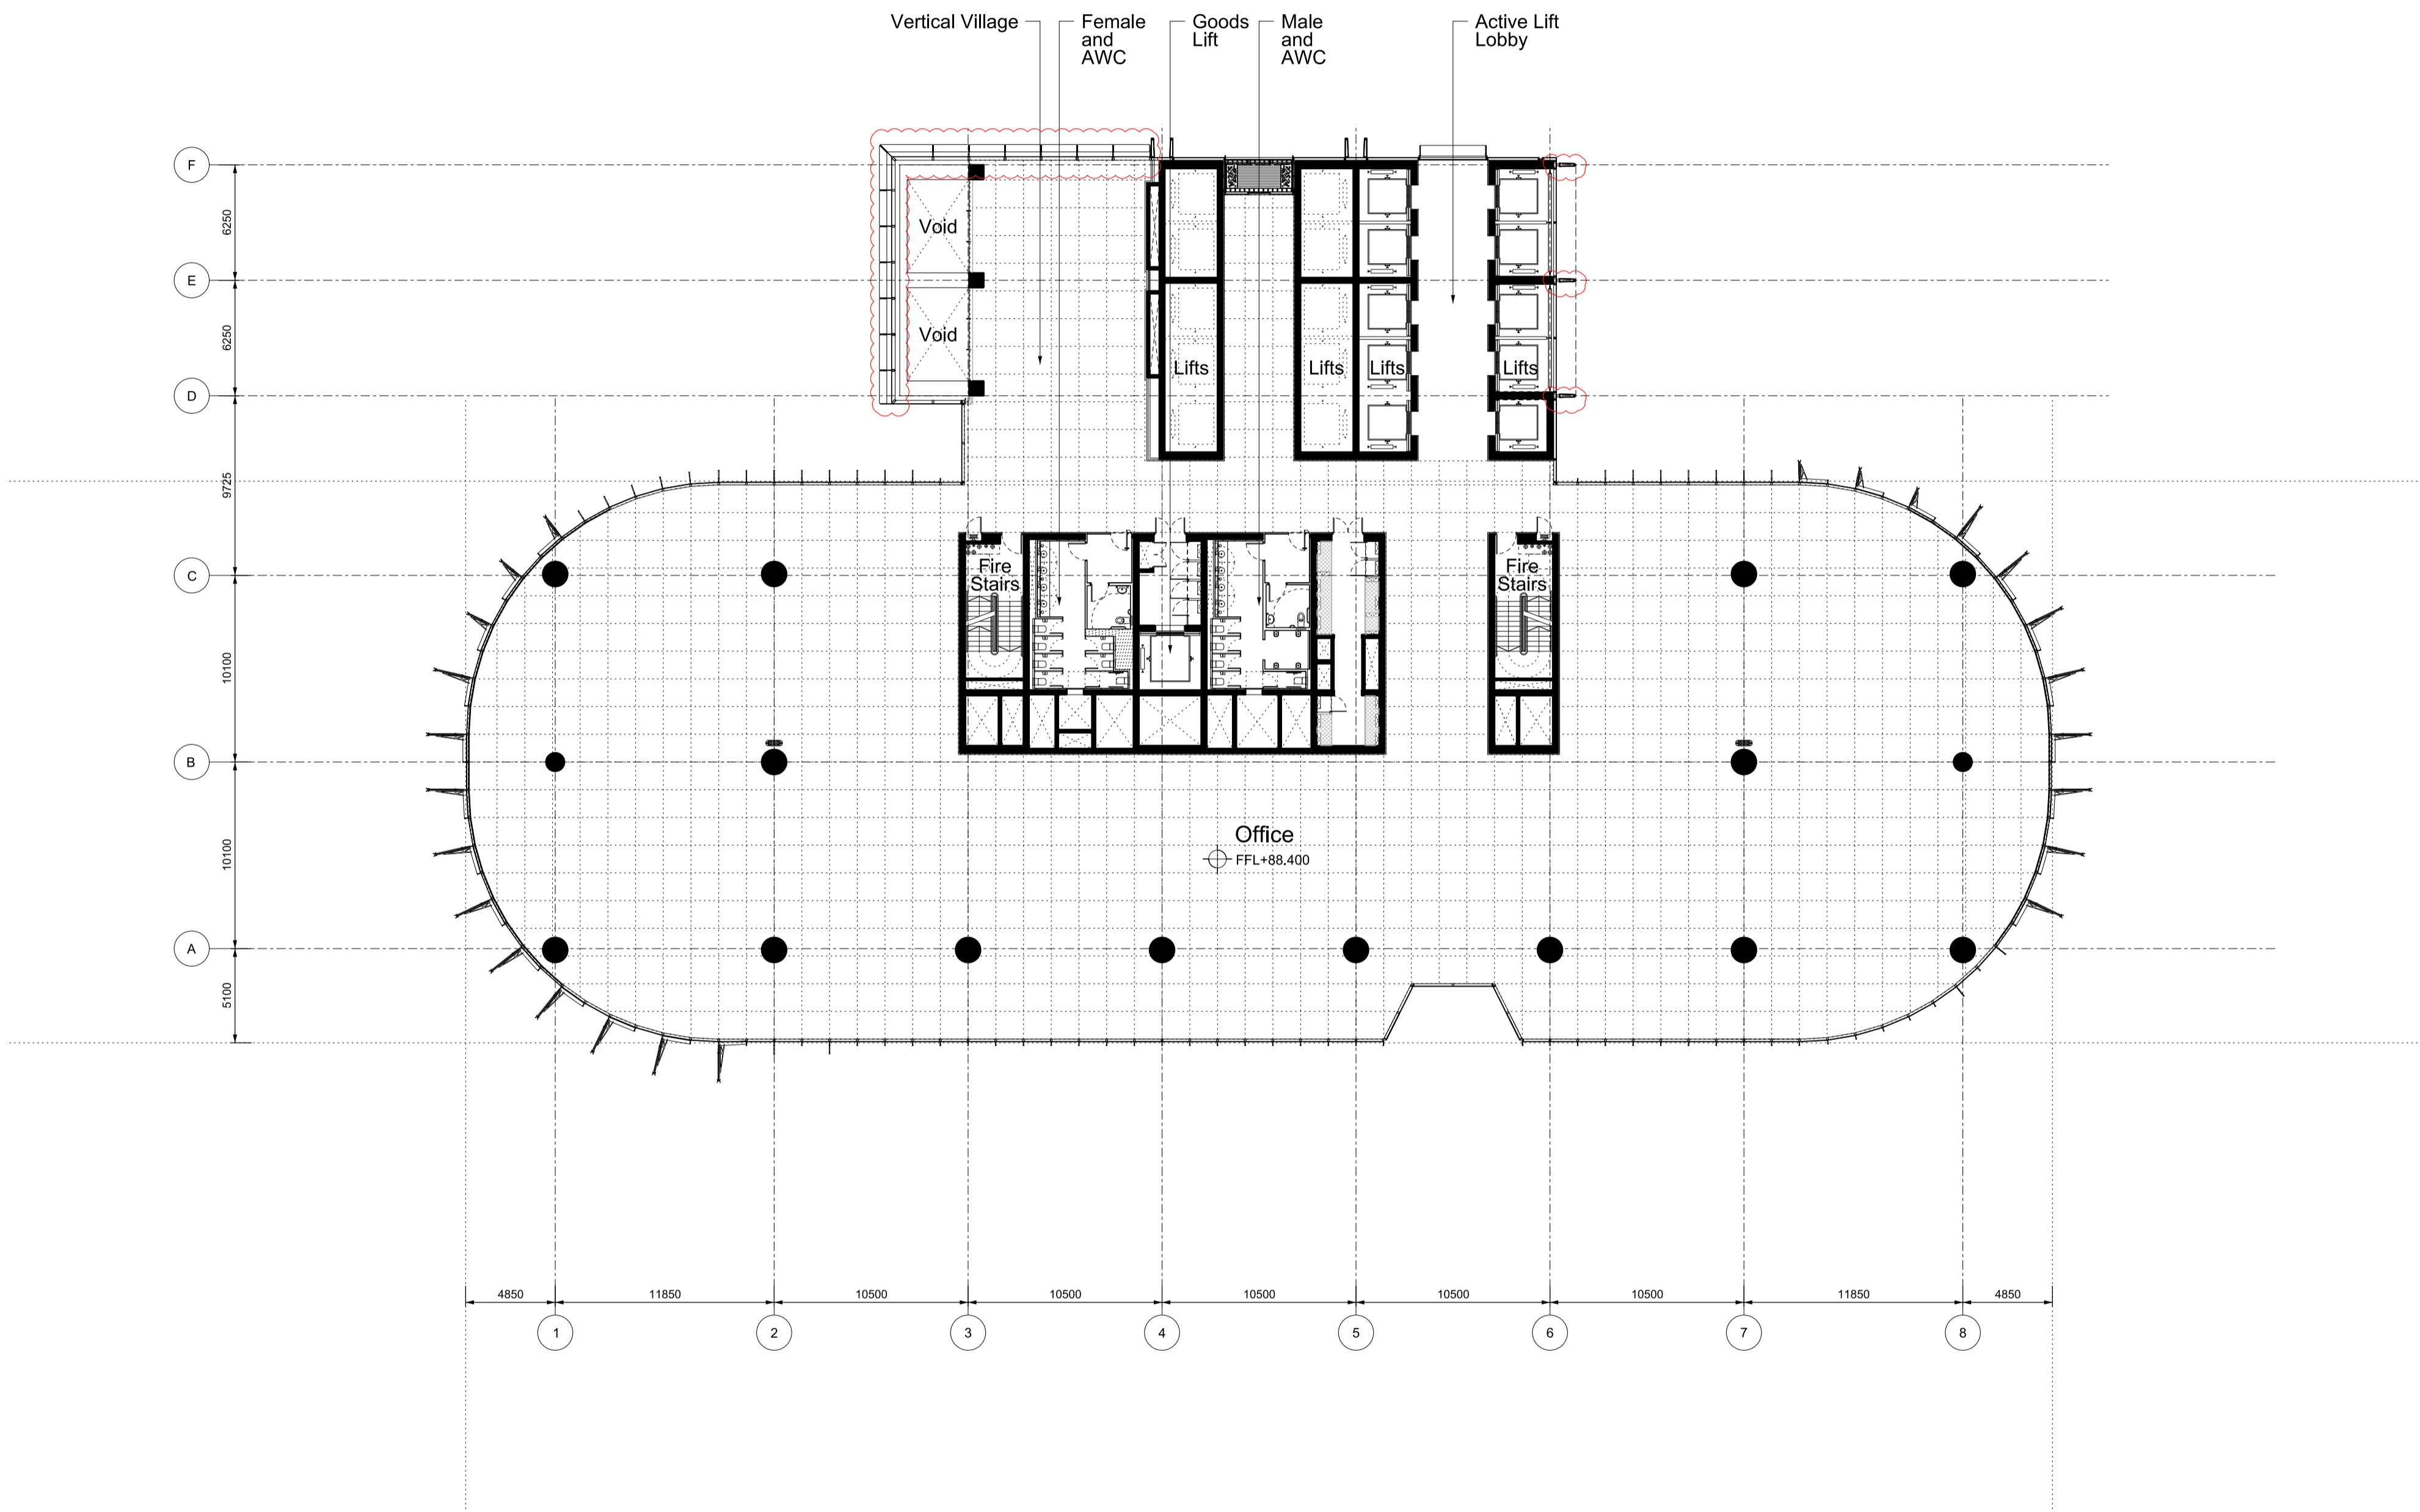 Vertical Village
Female
and
AWC
Goods
Lift
Male
and
AWC
Active Lift
Lobby
F
E
D
C
B
A
6250
6250
9725
10100
10100
5100
Void
Void
Lifts
Lifts
Lifts
Lifts
Fire
Stairs
Fire
Stairs
Office
FFL+88.400
4850
11850
10500
10500
10500
10500
10500
11850
4850
1
2
3
4
5
6
7
8